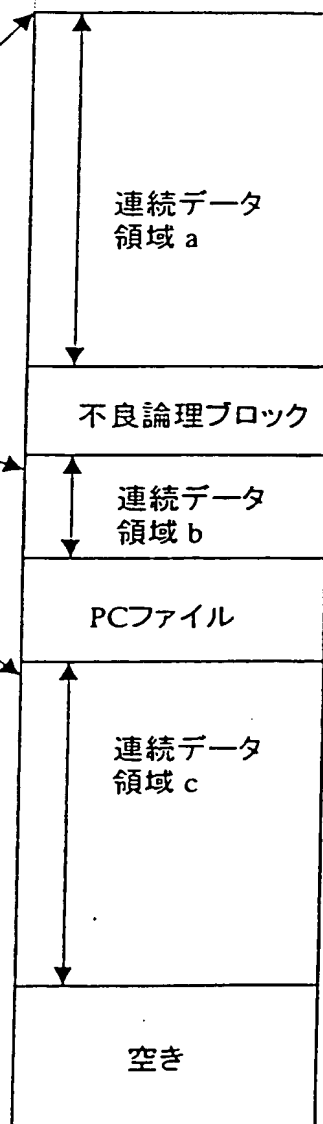 連続データ
領域 a
不良論理ブロック
連続データ
領域 b
PCファイル
連続データ
領域 c
空き